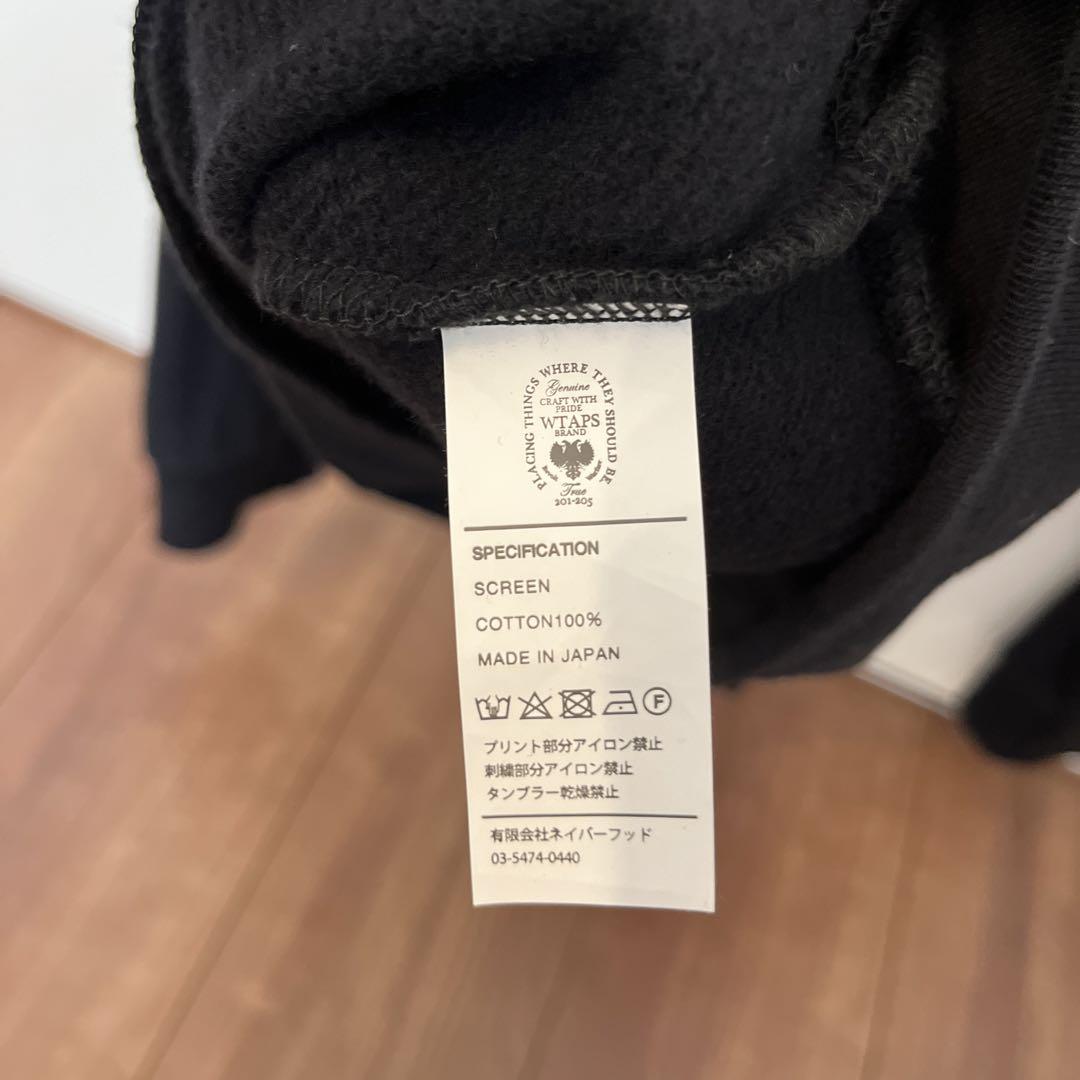 PLACING THINGS WHERE THEY SHOULD BE
Genuine
CRAFT WITH
PRIDE
WTAPS
BRAND
True
201-205
SPECIFICATION
SCREEN
COTTON100%
MADE IN JAPAN
F
プリント部分アイロン禁止
刺繍部分アイロン禁止
タンブラー乾燥禁止
有限会社ネイバーフッド
03-5474-0440